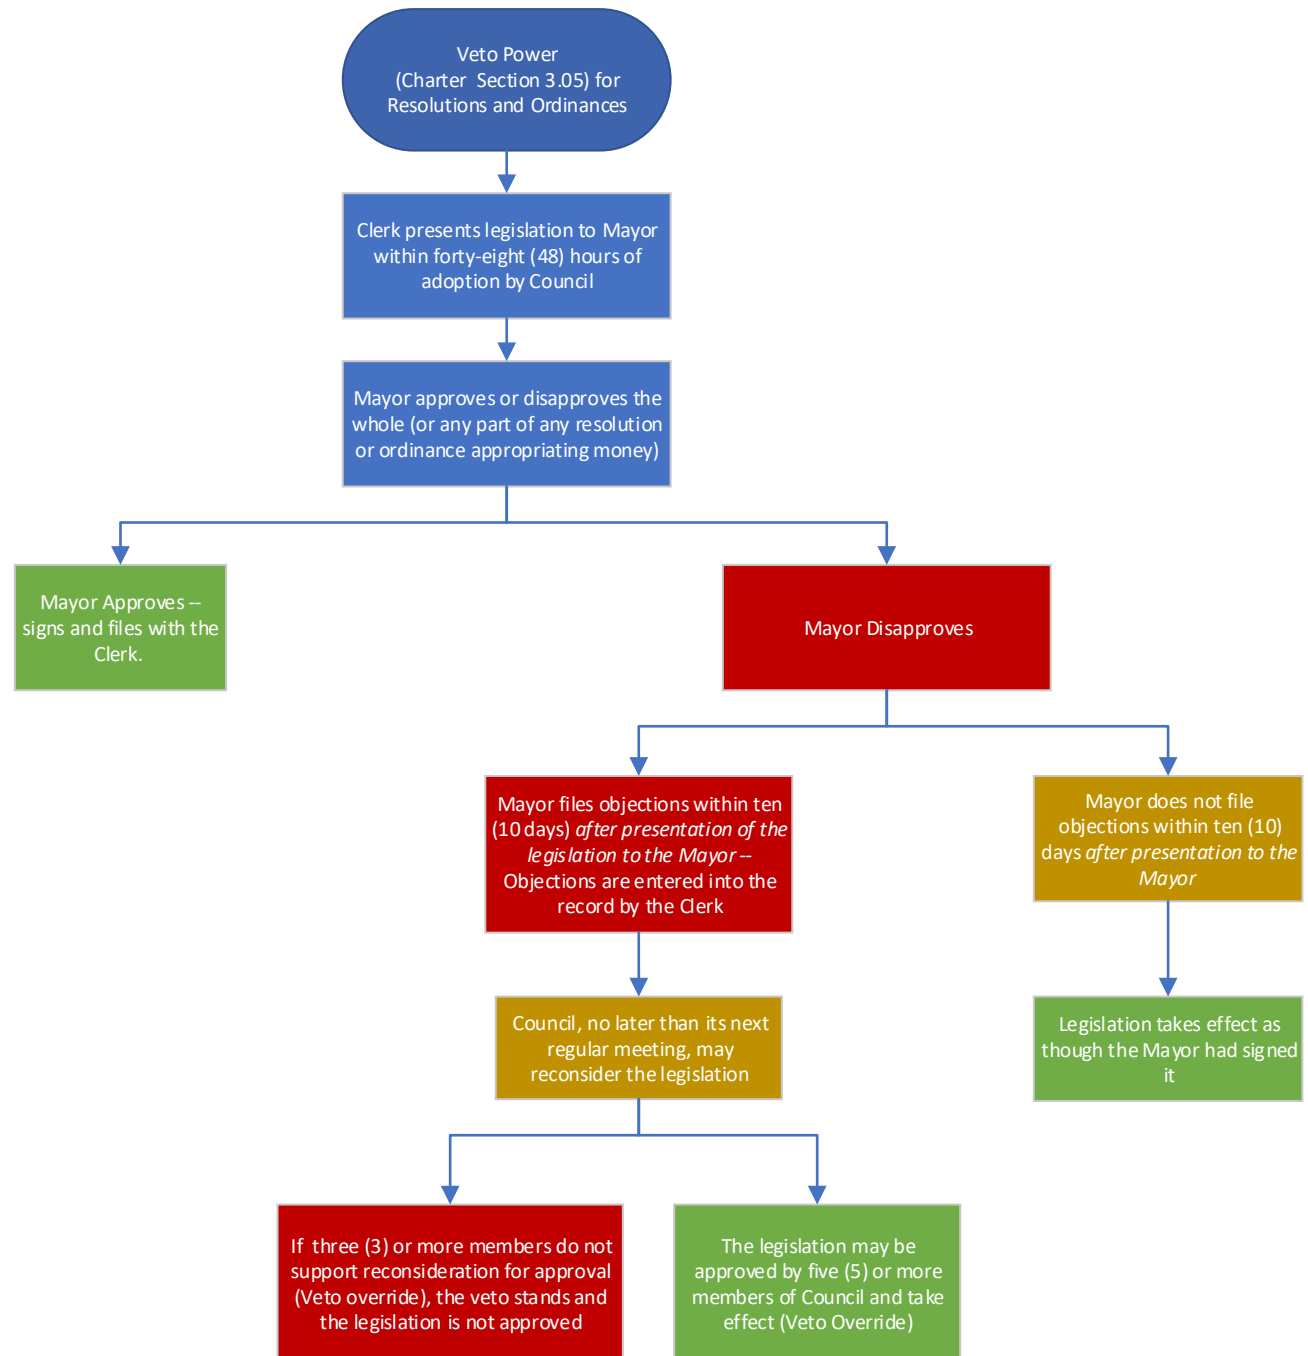 Veto Power
(Charter Section 3.05) for
Resolutions and Ordinances
Clerk presents legislation to Mayor
within forty-eight (48) hours of
adoption by Council
Mayor approves or disapproves the
whole (or any part of any resolution
or ordinance appropriating money)
Mayor Approves --
signs and files with the
Clerk.
Mayor Disapproves
Mayor files objections within ten
(10 days) after presentation of the
legislation to the Mayor --
Objections are entered into the
record by the Clerk
Mayor does not file
objections within ten (10)
days after presentation to the
Mayor
Council, no later than its next
regular meeting, may
reconsider the legislation
Legislation takes effect as
though the Mayor had signed
it
If three (3) or more members do not
support reconsideration for approval
(Veto override), the veto stands and
the legislation is not approved
The legislation may be
approved by five (5) or more
members of Council and take
effect (Veto Override)